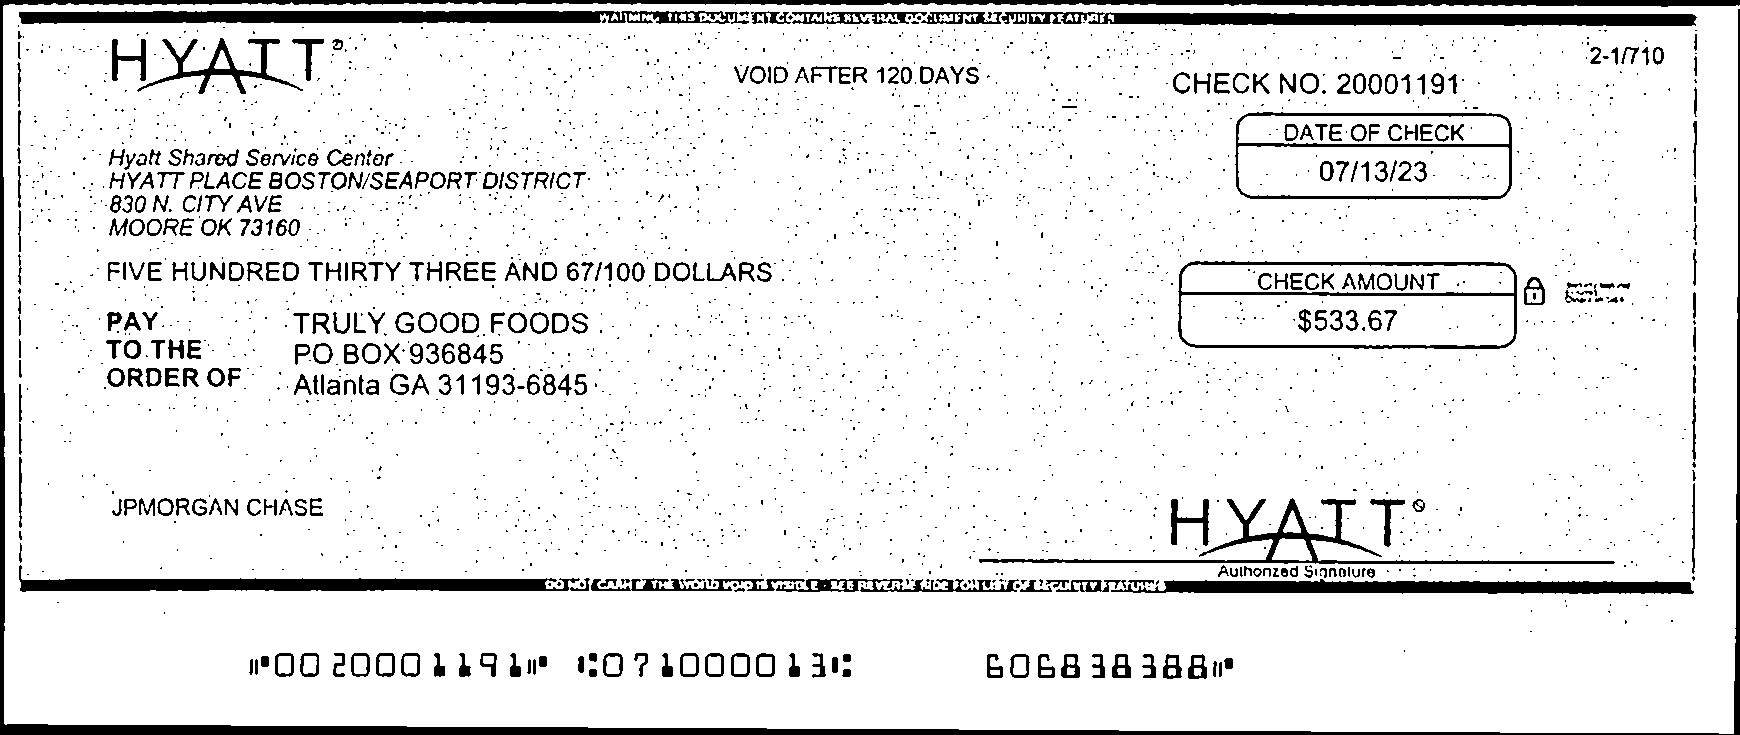 WARNING, THIS DOCUMENT CONTAINS SEVERAL DOCUMENT SECURITY FEATURES
HYATT®
2-1/710
VOID AFTER 120 DAYS
CHECK NO. 20001191
DATE OF CHECK
07/13/23
Hyatt Shared Service Center
HYATT PLACE BOSTON/SEAPORT DISTRICT
830 N. CITY AVE
MOORE OK 73160
FIVE HUNDRED THIRTY THREE AND 67/100 DOLLARS
CHECK AMOUNT
$533.67
PAY TO THE ORDER OF
TRULY GOOD FOODS
PO BOX 936845
Atlanta GA 31193-6845
JPMORGAN CHASE
HYATT®
Authorized Signature
DO NOT CASH IF THE WORD VOID IS VISIBLE - SEE REVERSE SIDE FOR LIST OF SECURITY FEATURES
⑈0020001191⑈ ⑆071000013⑆ 606838388⑈